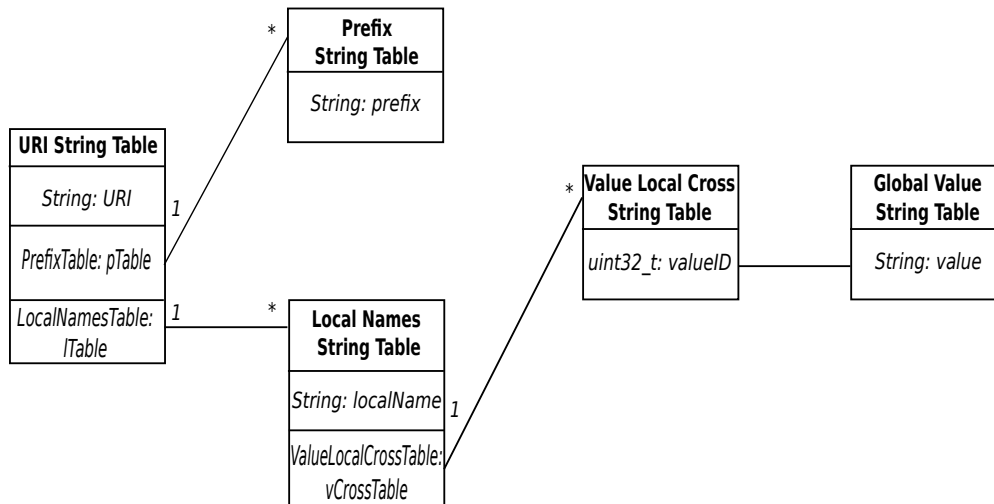 *
Prefix
String Table
String: prefix
URI String Table
String: URI
1
PrefixTable: pTable
LocalNamesTable:
lTable
1
*
Local Names
String Table
String: localName
1
ValueLocalCrossTable:
vCrossTable
*
Value Local Cross
String Table
uint32_t: valueID
Global Value
String Table
String: value